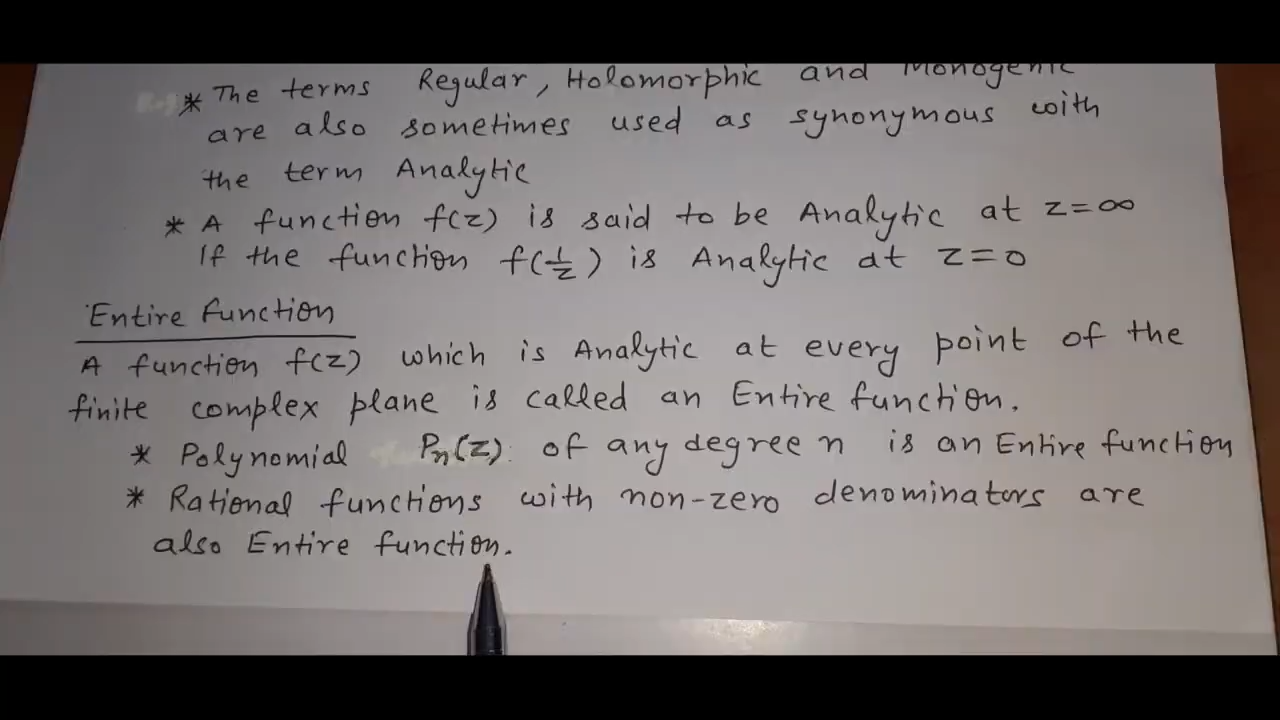 * The terms Regular, Holomorphic and Monogenic
are also sometimes used as synonymous with
the term Analytic
* A function f(z) is said to be Analytic at z=∞
If the function f(1/z) is Analytic at z=0
Entire Function
A function f(z) which is Analytic at every point of the
finite complex plane is called an Entire function.
* Polynomial Pn(z) of any degree n is an Entire function
* Rational functions with non-zero denominators are
also Entire function.